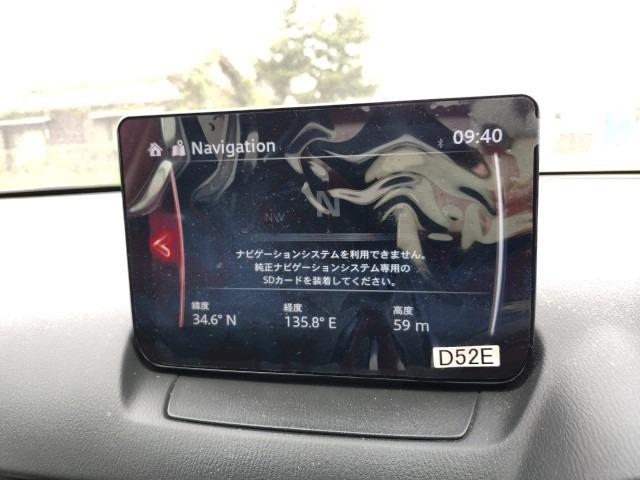 Navigation 09:40
NW N NE
ナビゲーションシステムを利用できません。
純正ナビゲーションシステム専用の
SDカードを装着してください。
緯度 経度 高度
34.6° N 135.8° E 59 m
D52E